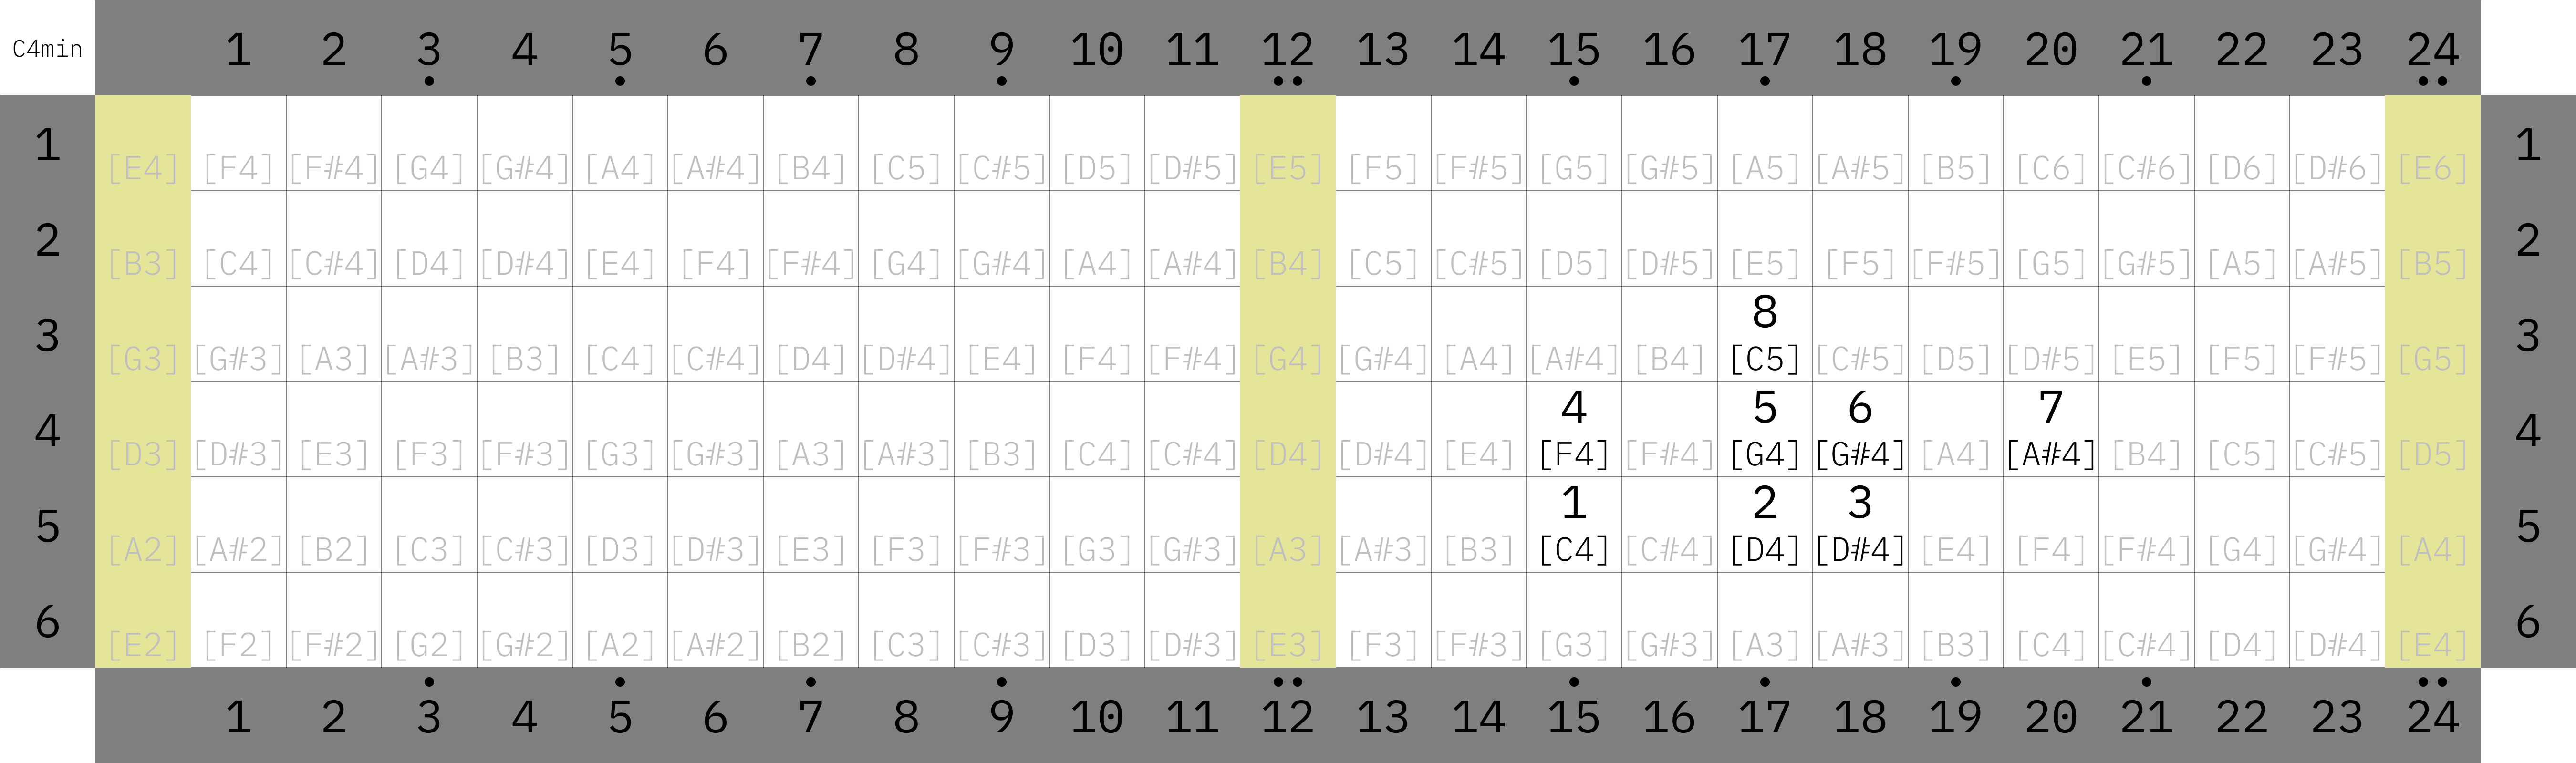 C4min 1 2 3 4 5 6 7 8 9 10 11 12 13 14 15 16 17 18 19 20 21 22 23 24
1 [E4] [F4] [F#4] [G4] [G#4] [A4] [A#4] [B4] [C5] [C#5] [D5] [D#5] [E5] [F5] [F#5] [G5] [G#5] [A5] [A#5] [B5] [C6] [C#6] [D6] [D#6] [E6] 1
2 [B3] [C4] [C#4] [D4] [D#4] [E4] [F4] [F#4] [G4] [G#4] [A4] [A#4] [B4] [C5] [C#5] [D5] [D#5] [E5] [F5] [F#5] [G5] [G#5] [A5] [A#5] [B5] 2
8
3 [G3] [G#3] [A3] [A#3] [B3] [C4] [C#4] [D4] [D#4] [E4] [F4] [F#4] [G4] [G#4] [A4] [A#4] [B4] [C5] [C#5] [D5] [D#5] [E5] [F5] [F#5] [G5] 3
4 5 6 7
4 [D3] [D#3] [E3] [F3] [F#3] [G3] [G#3] [A3] [A#3] [B3] [C4] [C#4] [D4] [D#4] [E4] [F4] [F#4] [G4] [G#4] [A4] [A#4] [B4] [C5] [C#5] [D5] 4
1 2 3
5 [A2] [A#2] [B2] [C3] [C#3] [D3] [D#3] [E3] [F3] [F#3] [G3] [G#3] [A3] [A#3] [B3] [C4] [C#4] [D4] [D#4] [E4] [F4] [F#4] [G4] [G#4] [A4] 5
6 [E2] [F2] [F#2] [G2] [G#2] [A2] [A#2] [B2] [C3] [C#3] [D3] [D#3] [E3] [F3] [F#3] [G3] [G#3] [A3] [A#3] [B3] [C4] [C#4] [D4] [D#4] [E4] 6
1 2 3 4 5 6 7 8 9 10 11 12 13 14 15 16 17 18 19 20 21 22 23 24